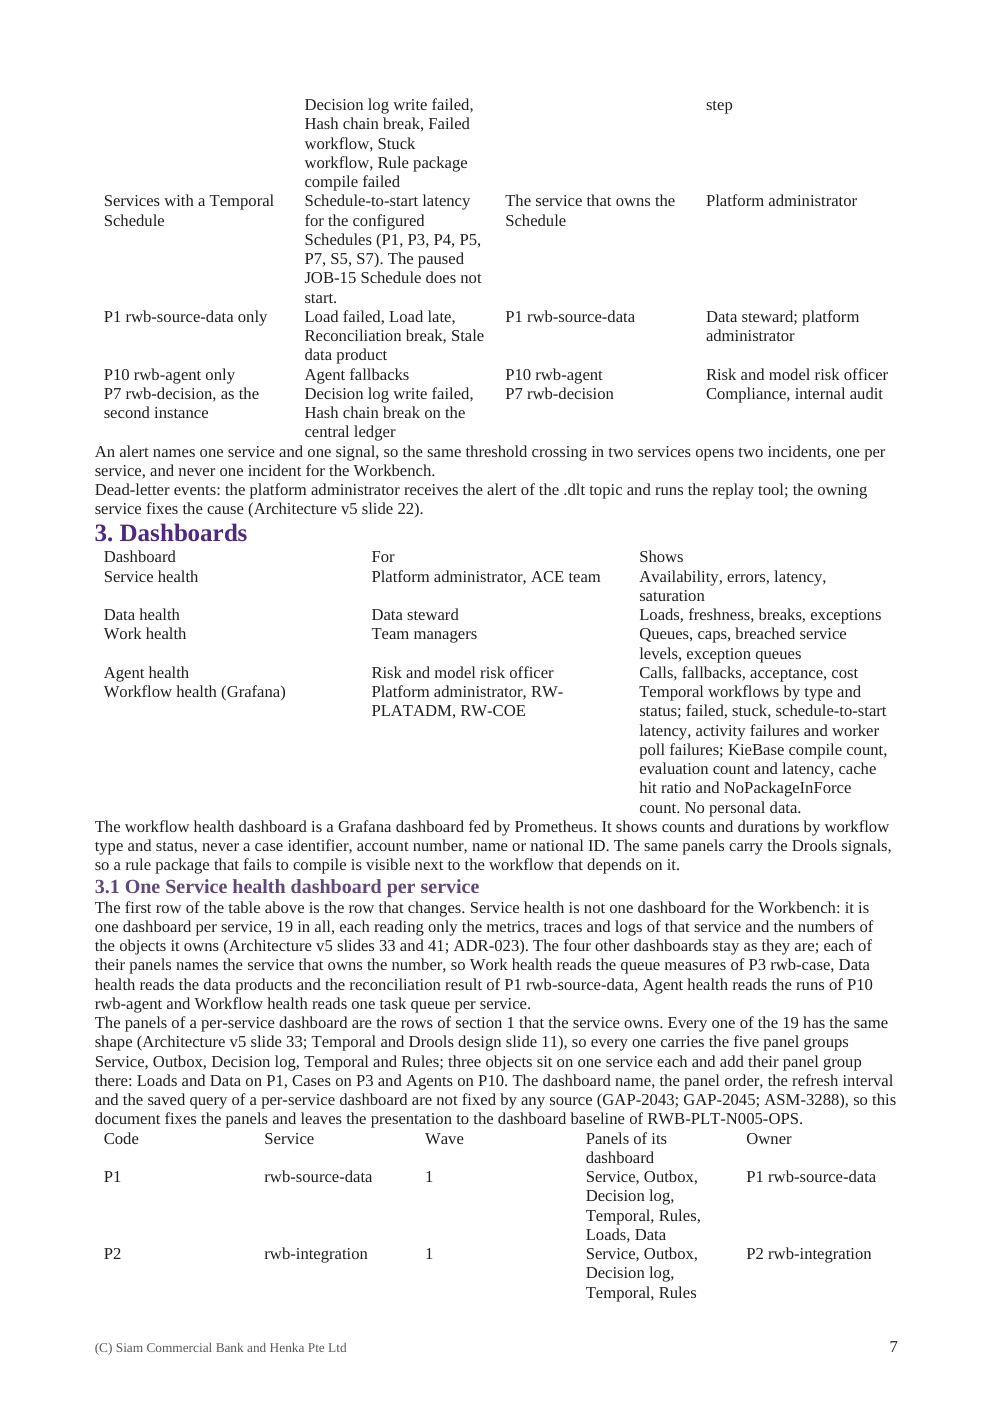 Decision log write failed, step
Hash chain break, Failed
workflow, Stuck
workflow, Rule package
compile failed
Services with a Temporal Schedule-to-start latency The service that owns the Platform administrator
Schedule for the configured Schedule
Schedules (P1, P3, P4, P5,
P7, S5, S7). The paused
JOB-15 Schedule does not
start.
P1 rwb-source-data only Load failed, Load late, P1 rwb-source-data Data steward; platform
Reconciliation break, Stale administrator
data product
P10 rwb-agent only Agent fallbacks P10 rwb-agent Risk and model risk officer
P7 rwb-decision, as the Decision log write failed, P7 rwb-decision Compliance, internal audit
second instance Hash chain break on the
central ledger
An alert names one service and one signal, so the same threshold crossing in two services opens two incidents, one per
service, and never one incident for the Workbench.
Dead-letter events: the platform administrator receives the alert of the .dlt topic and runs the replay tool; the owning
service fixes the cause (Architecture v5 slide 22).
3. Dashboards
Dashboard For Shows
Service health Platform administrator, ACE team Availability, errors, latency,
saturation
Data health Data steward Loads, freshness, breaks, exceptions
Work health Team managers Queues, caps, breached service
levels, exception queues
Agent health Risk and model risk officer Calls, fallbacks, acceptance, cost
Workflow health (Grafana) Platform administrator, RW- Temporal workflows by type and
PLATADM, RW-COE status; failed, stuck, schedule-to-start
latency, activity failures and worker
poll failures; KieBase compile count,
evaluation count and latency, cache
hit ratio and NoPackageInForce
count. No personal data.
The workflow health dashboard is a Grafana dashboard fed by Prometheus. It shows counts and durations by workflow
type and status, never a case identifier, account number, name or national ID. The same panels carry the Drools signals,
so a rule package that fails to compile is visible next to the workflow that depends on it.
3.1 One Service health dashboard per service
The first row of the table above is the row that changes. Service health is not one dashboard for the Workbench: it is
one dashboard per service, 19 in all, each reading only the metrics, traces and logs of that service and the numbers of
the objects it owns (Architecture v5 slides 33 and 41; ADR-023). The four other dashboards stay as they are; each of
their panels names the service that owns the number, so Work health reads the queue measures of P3 rwb-case, Data
health reads the data products and the reconciliation result of P1 rwb-source-data, Agent health reads the runs of P10
rwb-agent and Workflow health reads one task queue per service.
The panels of a per-service dashboard are the rows of section 1 that the service owns. Every one of the 19 has the same
shape (Architecture v5 slide 33; Temporal and Drools design slide 11), so every one carries the five panel groups
Service, Outbox, Decision log, Temporal and Rules; three objects sit on one service each and add their panel group
there: Loads and Data on P1, Cases on P3 and Agents on P10. The dashboard name, the panel order, the refresh interval
and the saved query of a per-service dashboard are not fixed by any source (GAP-2043; GAP-2045; ASM-3288), so this
document fixes the panels and leaves the presentation to the dashboard baseline of RWB-PLT-N005-OPS.
Code Service Wave Panels of its Owner
dashboard
P1 rwb-source-data 1 Service, Outbox, P1 rwb-source-data
Decision log,
Temporal, Rules,
Loads, Data
P2 rwb-integration 1 Service, Outbox, P2 rwb-integration
Decision log,
Temporal, Rules
(C) Siam Commercial Bank and Henka Pte Ltd 7